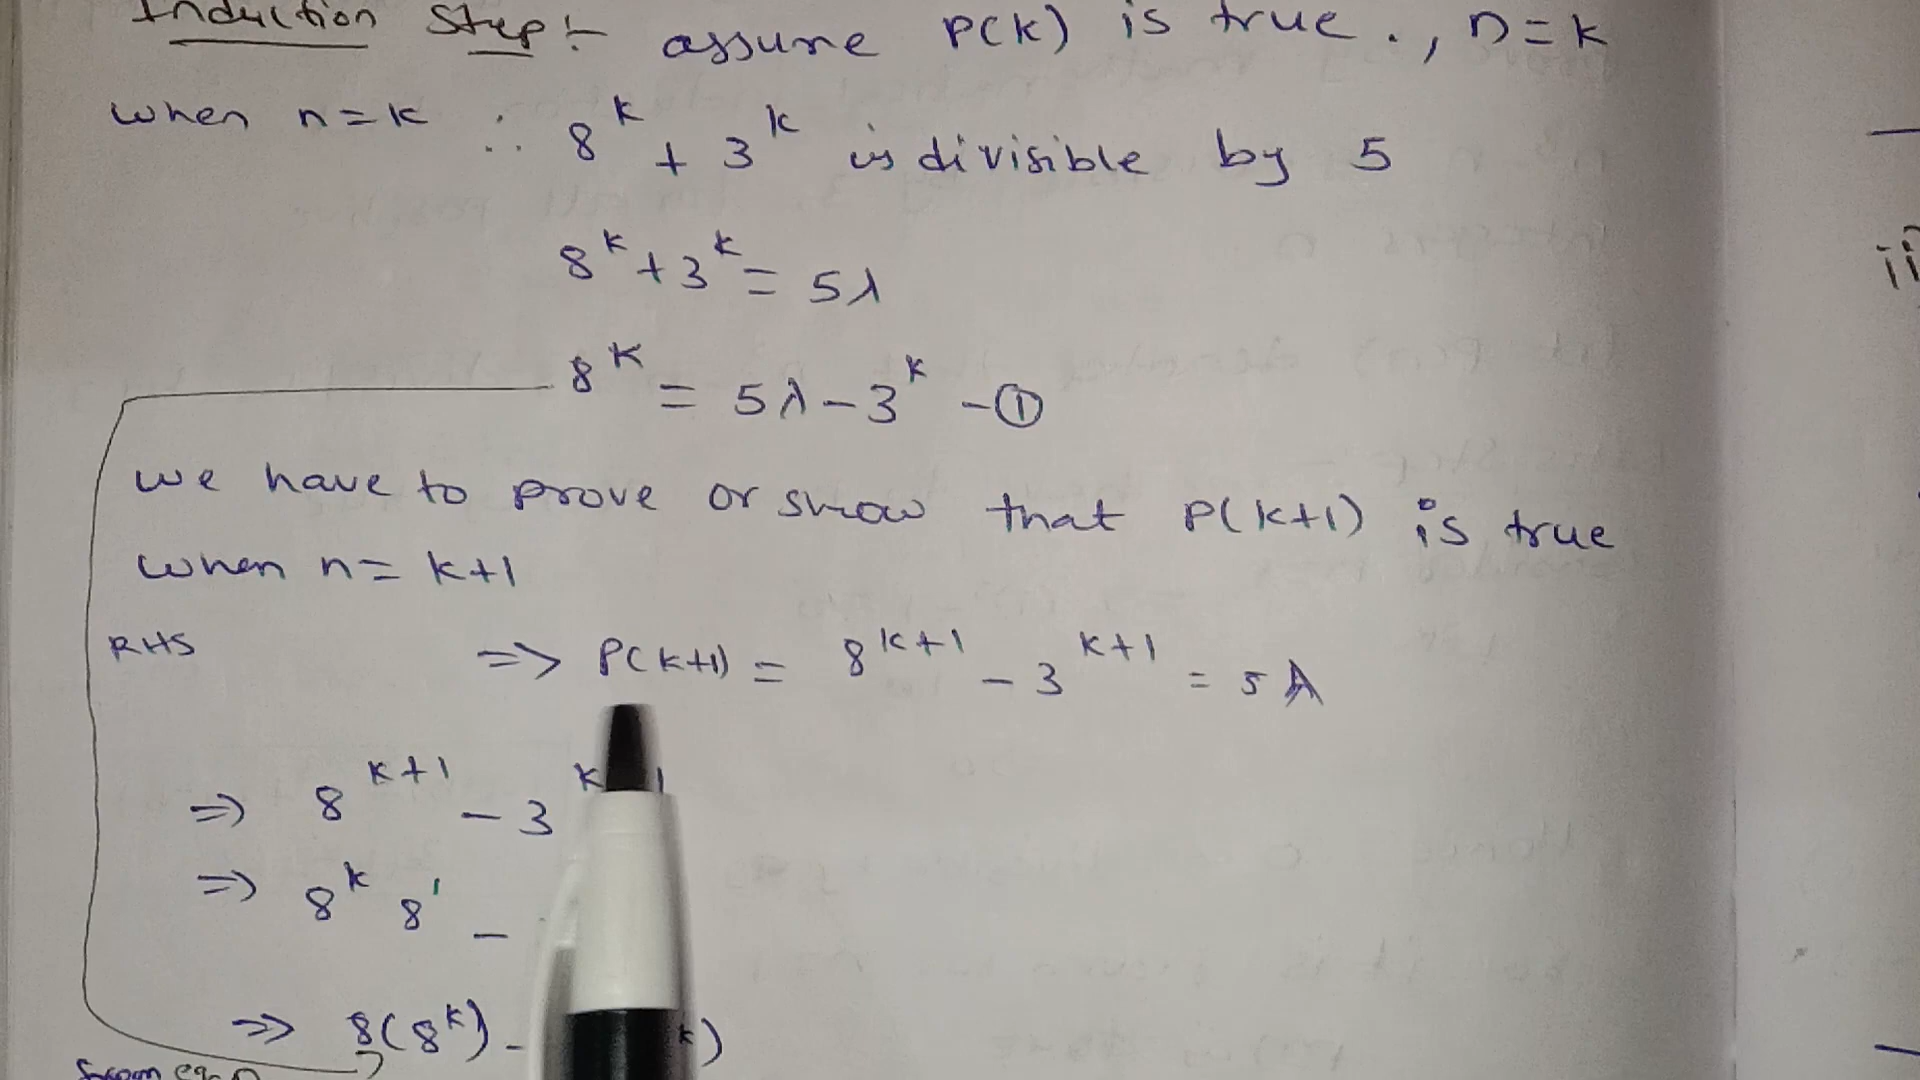 Induction Step :- assume P(k) is true ., n=k
when n=k ∴ 8^k + 3^k is divisible by 5
8^k + 3^k = 5λ
8^k = 5λ - 3^k - ①
we have to prove or show that P(k+1) is true
when n= k+1
RHS => P(k+1) = 8^k+1 - 3^k+1 = 5λ
=> 8^k+1 - 3
=> 8^k 8^1 -
=> 8(8^k) -
ii)